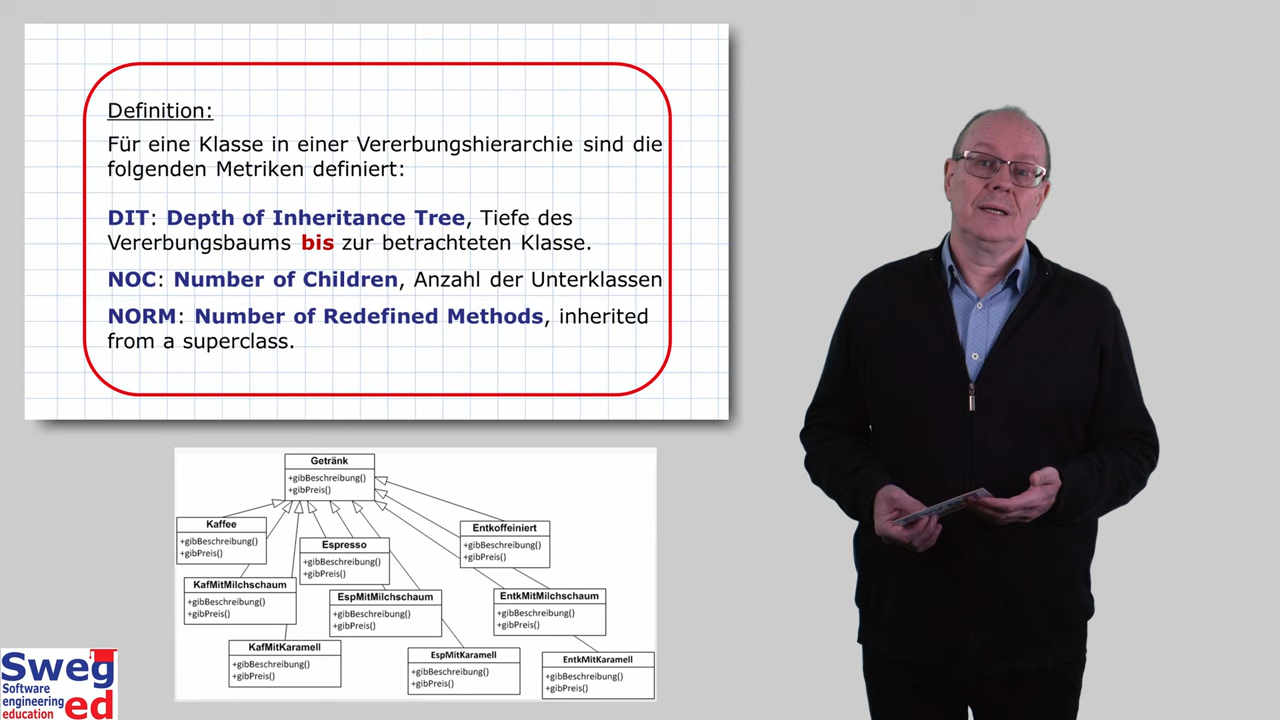 Definition:
Für eine Klasse in einer Vererbungshierarchie sind die
folgenden Metriken definiert:
DIT: Depth of Inheritance Tree, Tiefe des
Vererbungsbaums bis zur betrachteten Klasse.
NOC: Number of Children, Anzahl der Unterklassen
NORM: Number of Redefined Methods, inherited
from a superclass.
Getränk
+gibBeschreibung()
+gibPreis()
Kaffee
+gibBeschreibung()
+gibPreis()
Entkoffeiniert
+gibBeschreibung()
+gibPreis()
Espresso
+gibBeschreibung()
+gibPreis()
KafMitMilchschaum
+gibBeschreibung()
+gibPreis()
EspMitMilchschaum
+gibBeschreibung()
+gibPreis()
EntkMitMilchschaum
+gibBeschreibung()
+gibPreis()
KafMitKaramell
+gibBeschreibung()
+gibPreis()
EspMitKaramell
+gibBeschreibung()
+gibPreis()
EntkMitKaramell
+gibBeschreibung()
+gibPreis()
Sweg
Software
engineering
education
ed